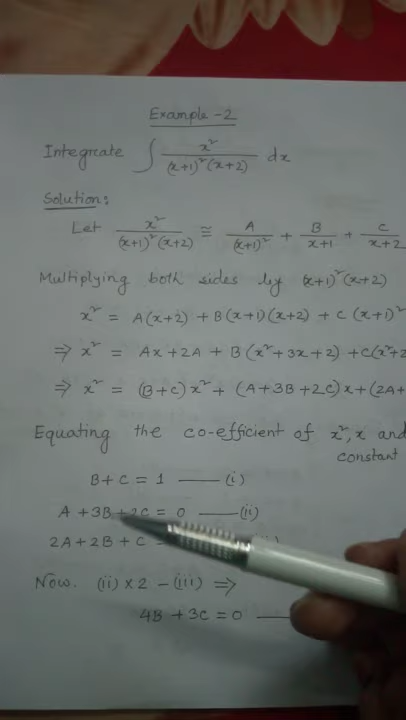 Example-2
Integrate ∫ x²/((x+1)²(x+2)) dx
Solution:
Let x²/((x+1)²(x+2)) ≅ A/(x+1)² + B/(x+1) + C/(x+2
Multiplying both sides by (x+1)²(x+2)
x² = A(x+2) + B(x+1)(x+2) + C(x+1)²
⇒ x² = Ax+2A + B(x²+3x+2) + C(x²+2
⇒ x² = (B+C)x² + (A+3B+2C)x + (2A+
Equating the co-efficient of x², x and
constant
B+C = 1 — (i)
A + 3B + 2C = 0 — (ii)
2A + 2B + C =
Now. (ii) × 2 - (iii) ⇒
4B + 3C = 0 —